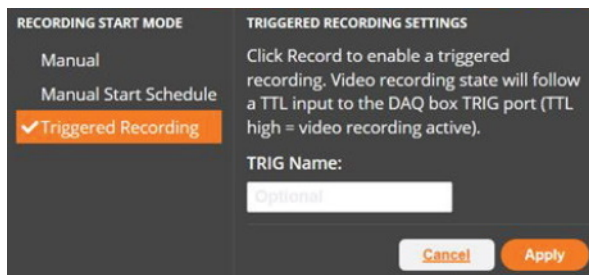 RECORDING START MODE
Manual
Manual Start Schedule
Triggered Recording
TRIGGERED RECORDING SETTINGS
Click Record to enable a triggered
recording. Video recording state will follow
a TTL input to the DAQ box TRIG port (TTL
high = video recording active).
TRIG Name:
Optional
Cancel
Apply